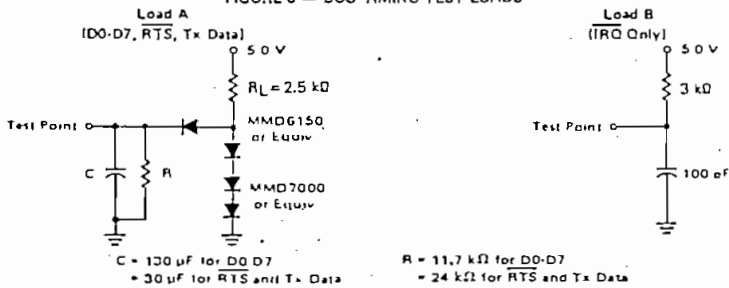 Load A
(D0-D7, RTS, Tx Data)
5 0 V
RL = 2.5 kΩ
Test Point
MMD6150
or Equiv
C
R
MMD7000
or Equiv
C = 130 µF for D0 D7
= 30 µF for RTS and Tx Data
Load B
(IRQ Only)
5 0 V
3 kΩ
Test Point
100 pF
R = 11.7 kΩ for D0-D7
= 24 kΩ for RTS and Tx Data